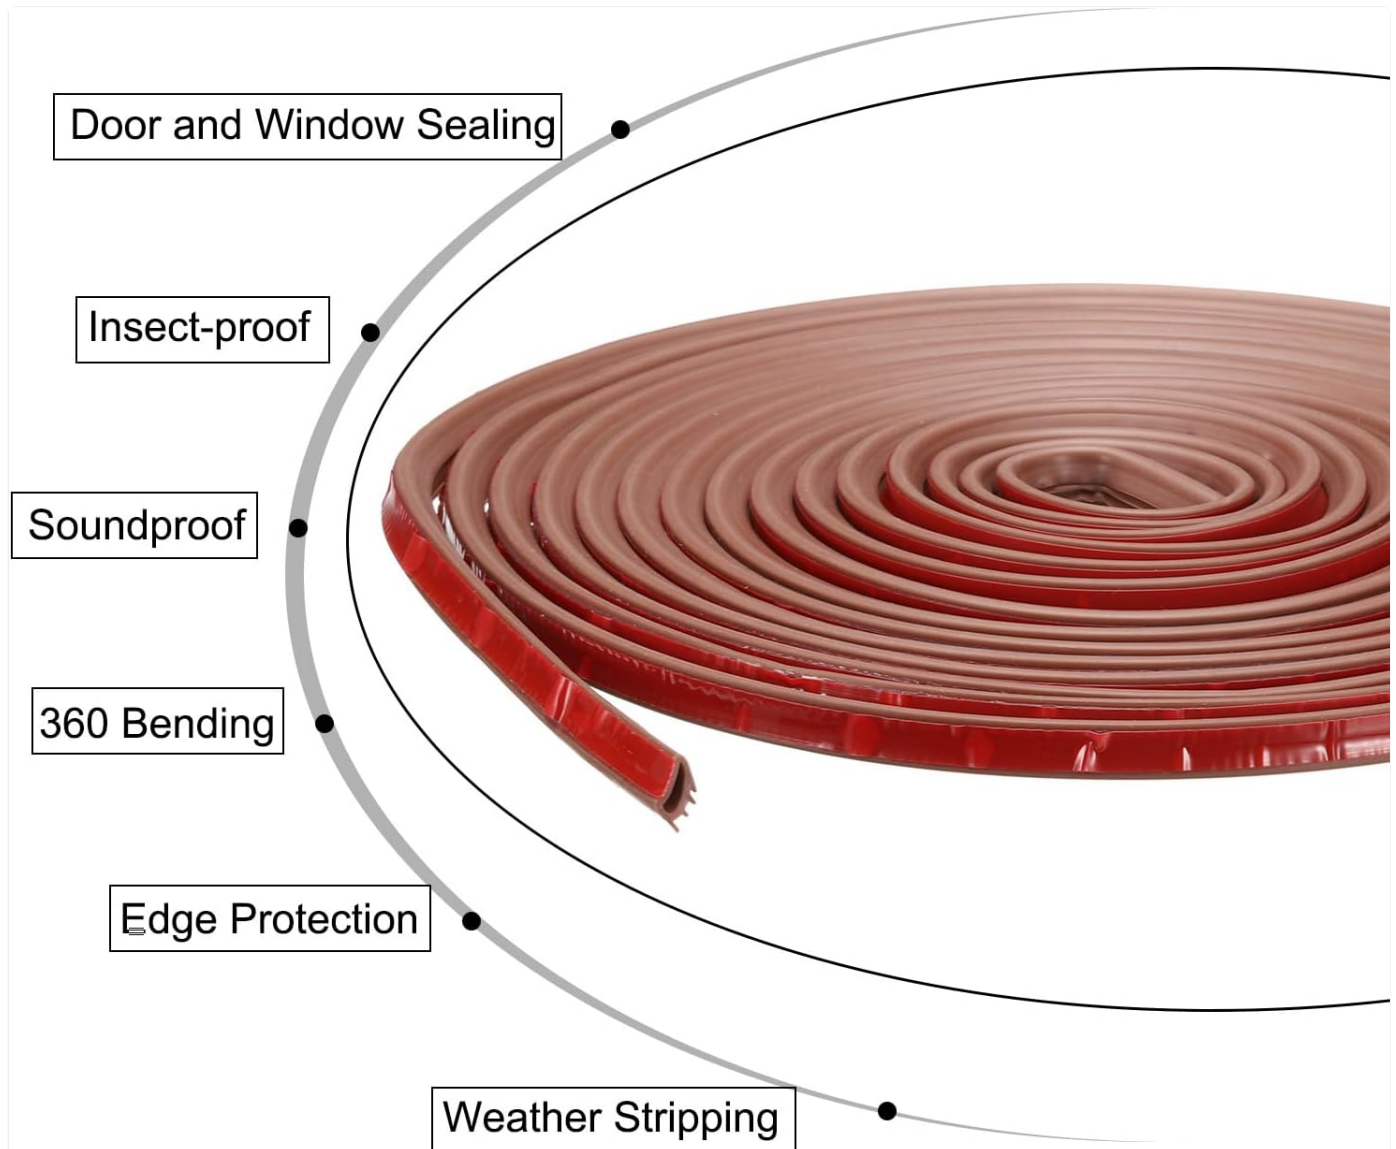 Door and Window Sealing
Insect-proof
Soundproof
360 Bending
Edge Protection
Weather Stripping